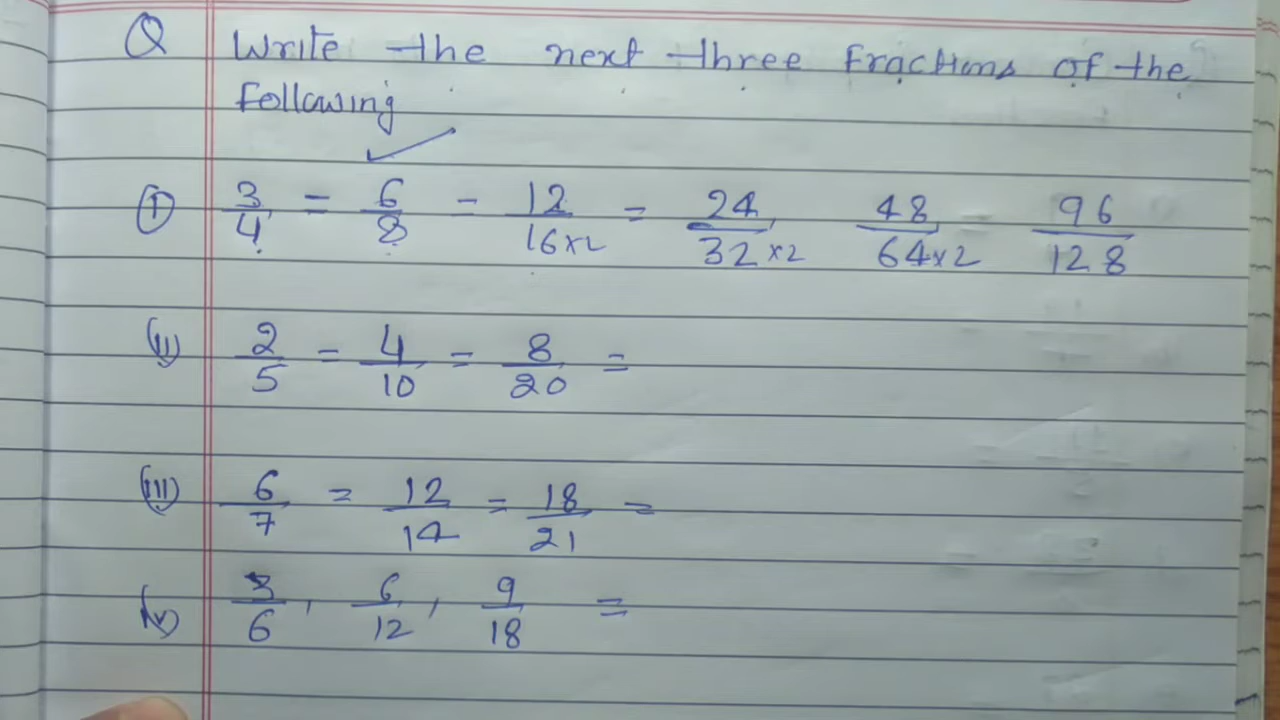 Q Write the next three fractions of the
following
(i) 3/4 = 6/8 = 12/16×2 = 24/32×2 48/64×2 = 96/128
(ii) 2/5 = 4/10 = 8/20 =
(iii) 6/7 = 12/14 = 18/21 =
(iv) 3/6, 6/12, 9/18 =